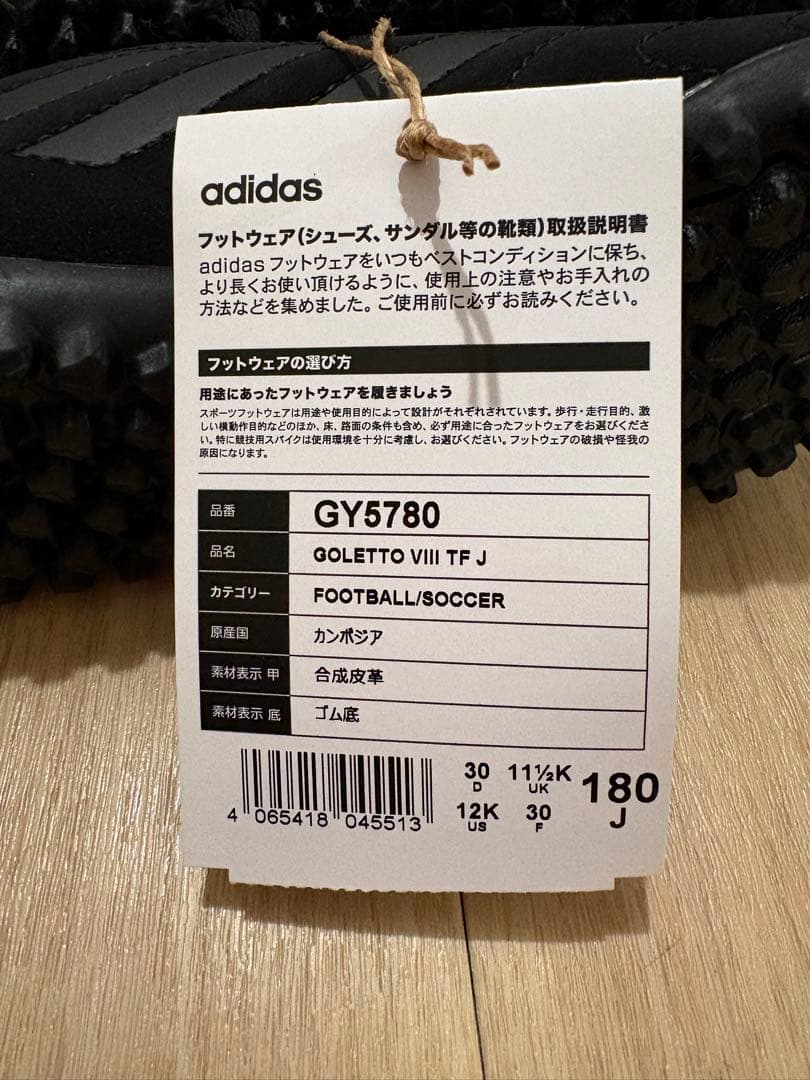 adidas
フットウェア(シューズ、サンダル等の靴類)取扱説明書
adidas フットウェアをいつもベストコンディションに保ち、
より長くお使い頂けるように、使用上の注意やお手入れの
方法などを集めました。ご使用前に必ずお読みください。
フットウェアの選び方
用途にあったフットウェアを履きましょう
スポーツフットウェアは用途や使用目的によって設計がそれぞれされています。歩行・走行目的、激
しい横動作目的などのほか、床、路面の条件も含め、必ず用途に合ったフットウェアをお選びくださ
い。特に競技用スパイクは使用環境を十分に考慮し、お選びください。フットウェアの破損や怪我の
原因になります。
品番 GY5780
品名 GOLETTO VIII TF J
カテゴリー FOOTBALL/SOCCER
原産国 カンボジア
素材表示 甲 合成皮革
素材表示 底 ゴム底
4 065418 045513
30 11½K
D UK
12K 30
US F
180
J